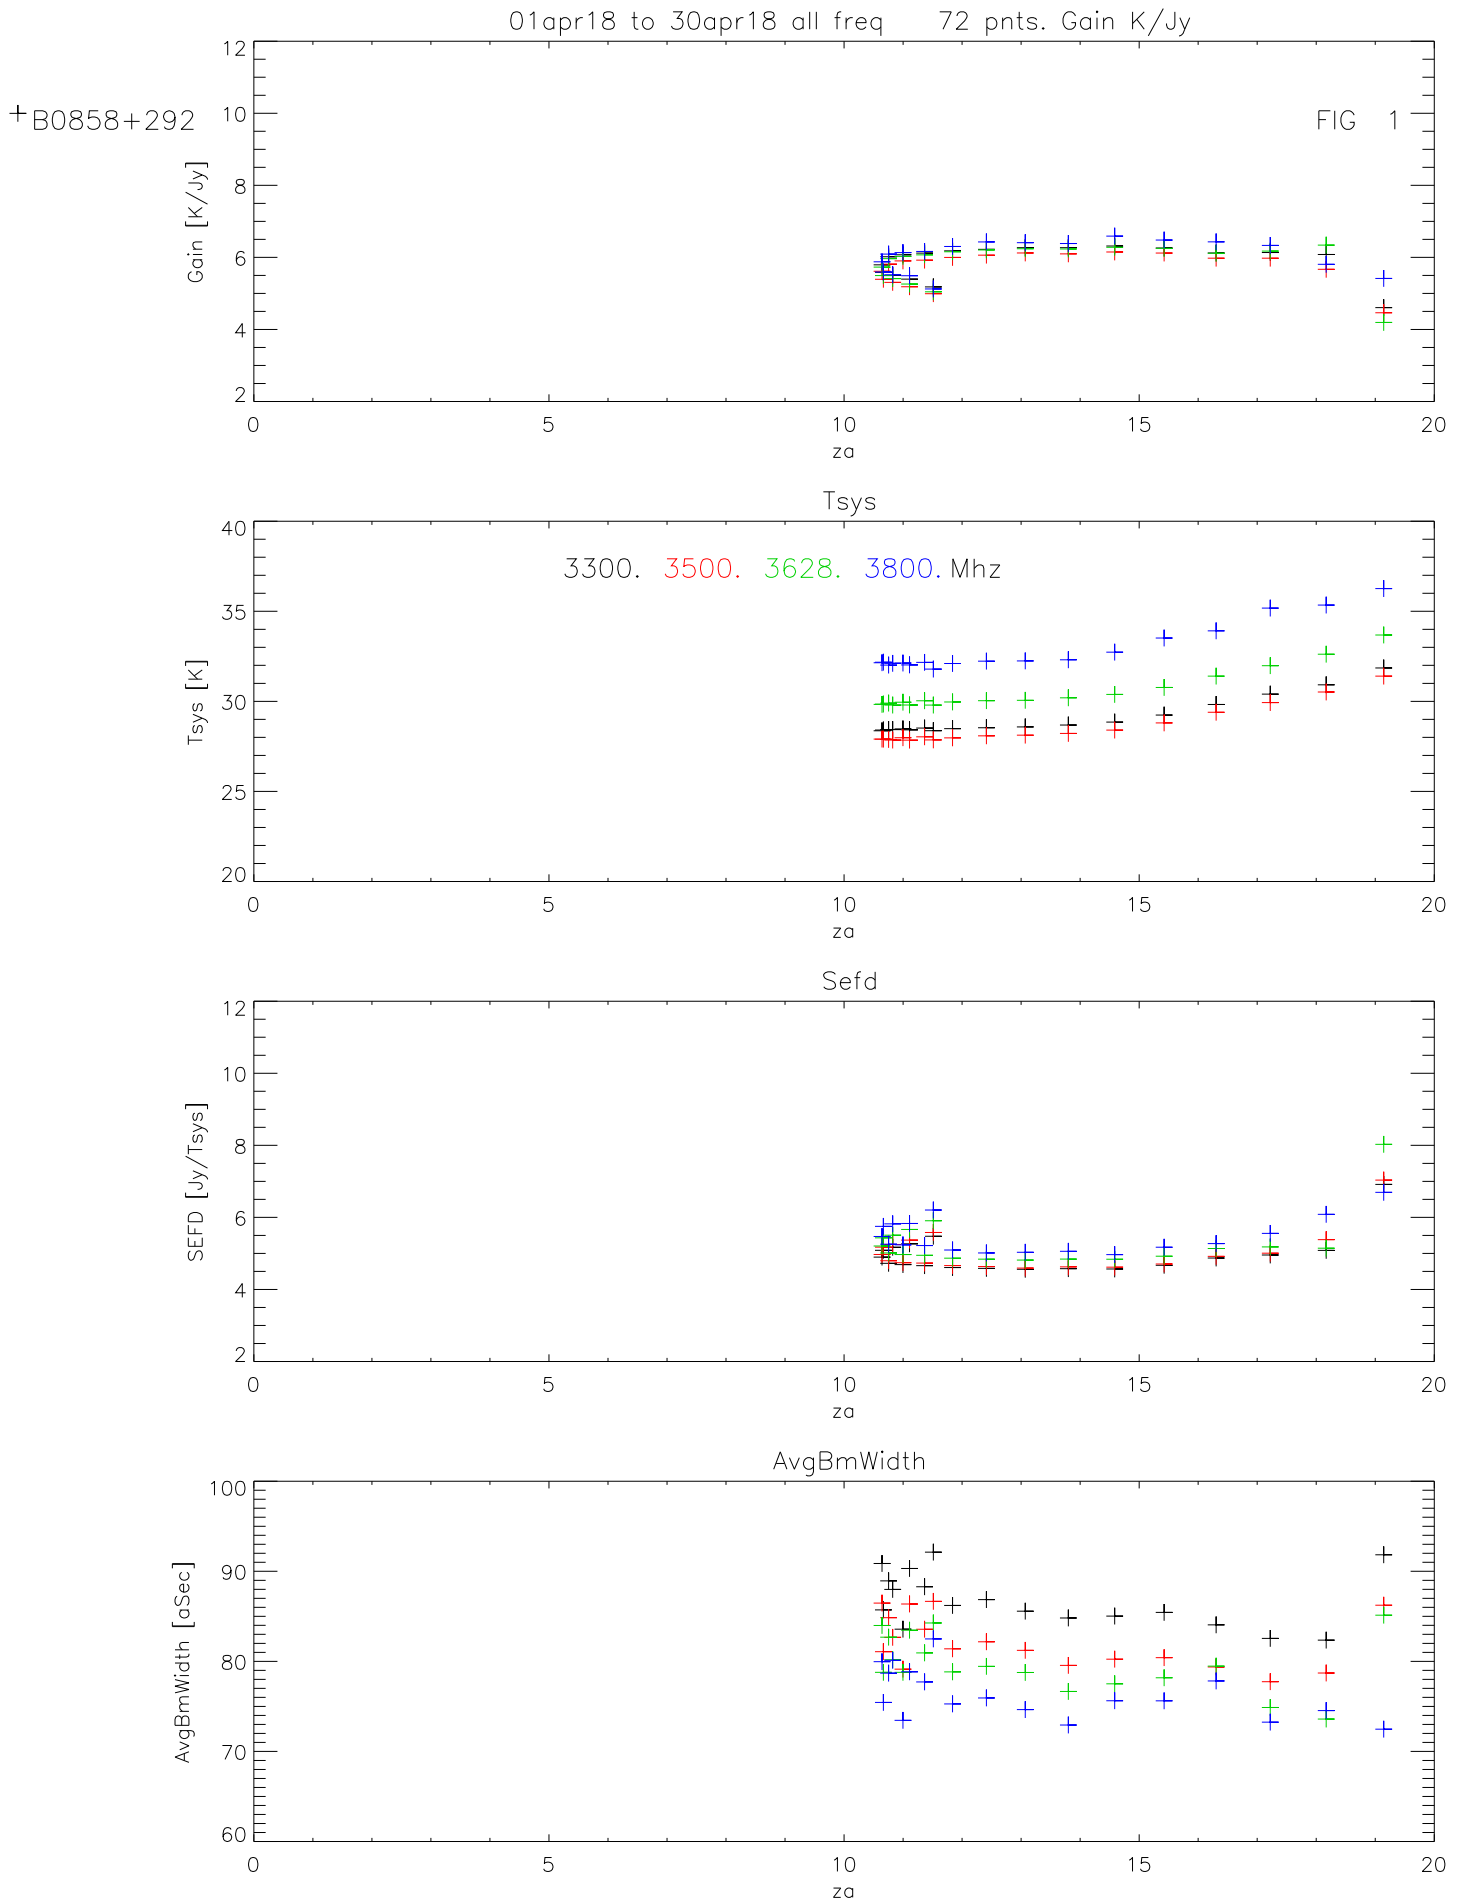 01apr18 to 30apr18 all freq 72 pnts. Gain K/Jy
+B0858+292
FIG 1
Gain [K/Jy]
12
10
8
6
4
2
0 5 10 15 20
za
Tsys
3300. 3500. 3628. 3800. Mhz
Tsys [K]
40
35
30
25
20
0 5 10 15 20
za
Sefd
SEFD [Jy/Tsys]
12
10
8
6
4
2
0 5 10 15 20
za
AvgBmWidth
AvgBmWidth [aSec]
100
90
80
70
60
0 5 10 15 20
za